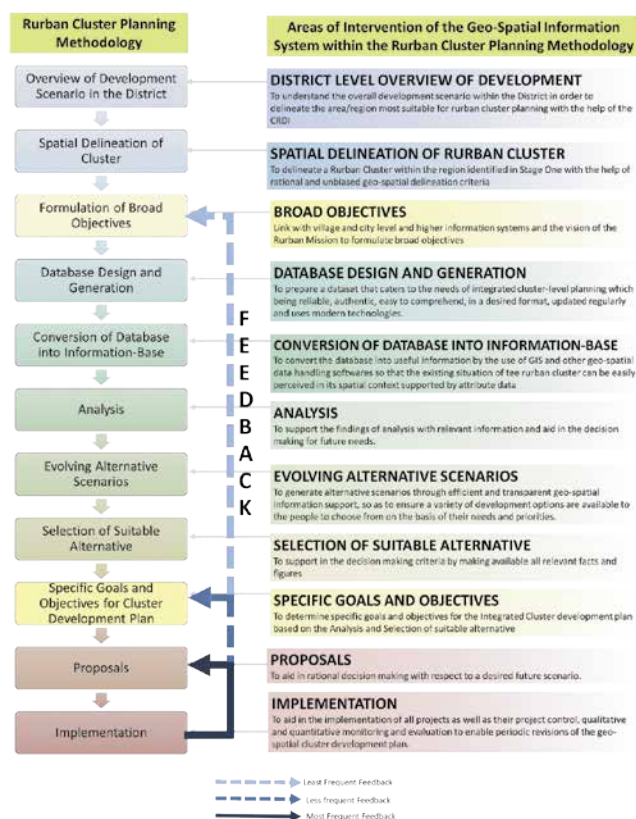 Rurban Cluster Planning
Methodology
Areas of Intervention of the Geo-Spatial Information
System within the Rurban Cluster Planning Methodology
Overview of Development
Scenario in the District
DISTRICT LEVEL OVERVIEW OF DEVELOPMENT
To understand the overall development scenario within the District in order to
delineate the area/region most suitable for rurban cluster planning with the help of the
CRDI
Spatial Delineation of
Cluster
SPATIAL DELINEATION OF RURBAN CLUSTER
To delineate a Rurban Cluster within the region identified in Stage One with the help of
rational and unbiased geo-spatial delineation criteria
Formulation of Broad
Objectives
BROAD OBJECTIVES
Link with village and city level and higher information systems and the vision of the
Rurban Mission to formulate broad objectives
Database Design and
Generation
DATABASE DESIGN AND GENERATION
To prepare a dataset that caters to the needs of integrated cluster-level planning which
being reliable, authentic, easy to comprehend, in a desired format, updated regularly
and uses modern technologies.
Conversion of Database
into Information-Base
CONVERSION OF DATABASE INTO INFORMATION-BASE
To convert the database into useful information by the use of GIS and other geo-spatial
data handling softwares so that the existing situation of tee rurban cluster can be easily
perceived in its spatial context supported by attribute data
Analysis
ANALYSIS
To support the findings of analysis with relevant information and aid in the decision
making for future needs.
Evolving Alternative
Scenarios
EVOLVING ALTERNATIVE SCENARIOS
To generate alternative scenarios through efficient and transparent geo-spatial
information support, so as to ensure a variety of development options are available to
the people to choose from on the basis of their needs and priorities.
Selection of Suitable
Alternative
SELECTION OF SUITABLE ALTERNATIVE
To support in the decision making criteria by making available all relevant facts and
figures
Specific Goals and
Objectives for Cluster
Development Plan
SPECIFIC GOALS AND OBJECTIVES
To determine specific goals and objectives for the Integrated Cluster development plan
based on the Analysis and Selection of suitable alternative
Proposals
PROPOSALS
To aid in rational decision making with respect to a desired future scenario.
Implementation
IMPLEMENTATION
To aid in the implementation of all projects as well as their project control, qualitative
and quantitative monitoring and evaluation to enable periodic revisions of the geo-
spatial cluster development plan.
FEEDBACK
Least Frequent Feedback
Less frequent Feedback
Most Frequent Feedback